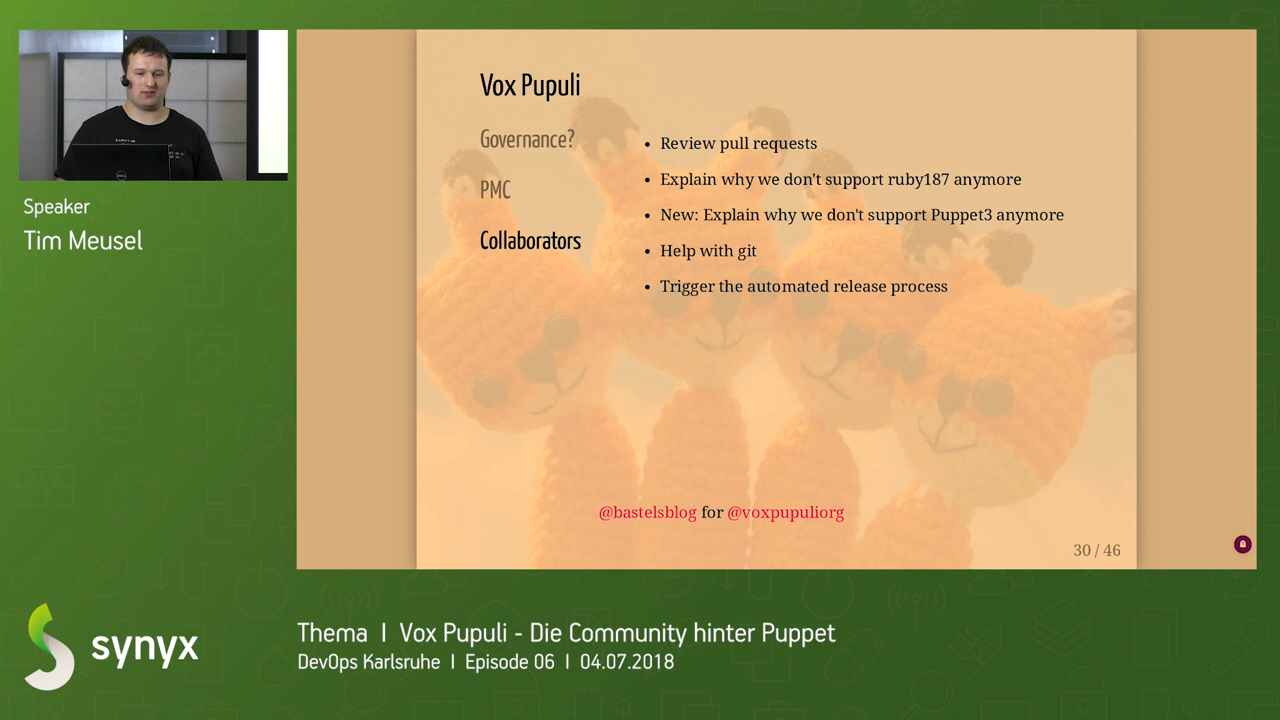 Vox Pupuli
Governance?
PMC
Collaborators
• Review pull requests
• Explain why we don't support ruby187 anymore
• New: Explain why we don't support Puppet3 anymore
• Help with git
• Trigger the automated release process
@bastelsblog for @voxpupuliorg
30 / 46
Speaker
Tim Meusel
synyx
Thema I Vox Pupuli - Die Community hinter Puppet
DevOps Karlsruhe I Episode 06 I 04.07.2018